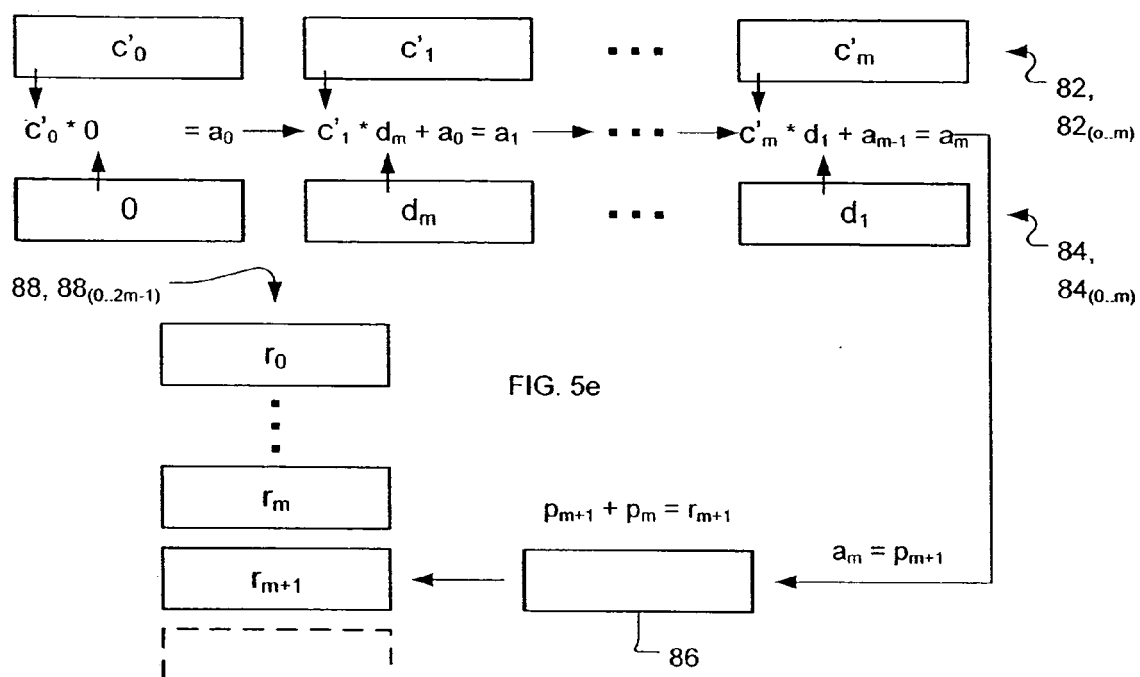 c'₀ c'₁ ▪ ▪ ▪ c'ₘ
82,
82₍ₒ..ₘ₎
c'₀ * 0 = a₀ c'₁ * dₘ + a₀ = a₁ ▪ ▪ ▪ c'ₘ * d₁ + aₘ₋₁ = aₘ
0 dₘ ▪ ▪ ▪ d₁
84,
84₍₀..ₘ₎
88, 88₍₀..₂ₘ₋₁₎
r₀
FIG. 5e
rₘ
pₘ₊₁ + pₘ = rₘ₊₁
aₘ = pₘ₊₁
rₘ₊₁
86